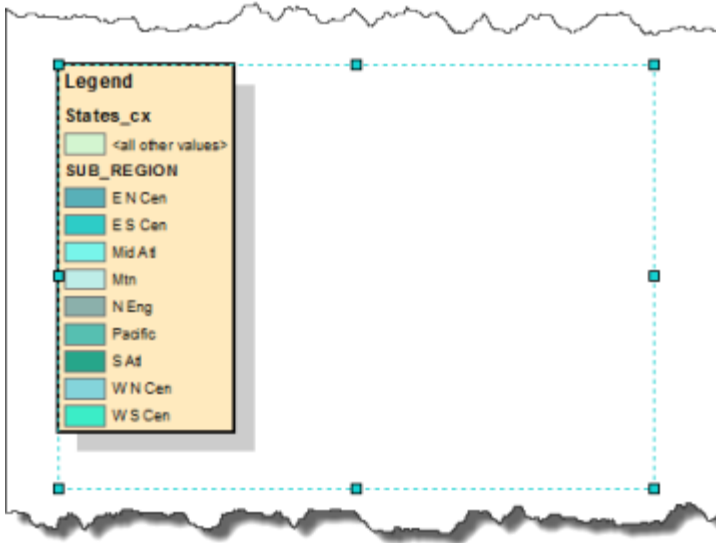 Legend
States_cx
<all other values>
SUB_REGION
E N Cen
E S Cen
Mid Atl
Mtn
N Eng
Pacific
S Atl
W N Cen
W S Cen